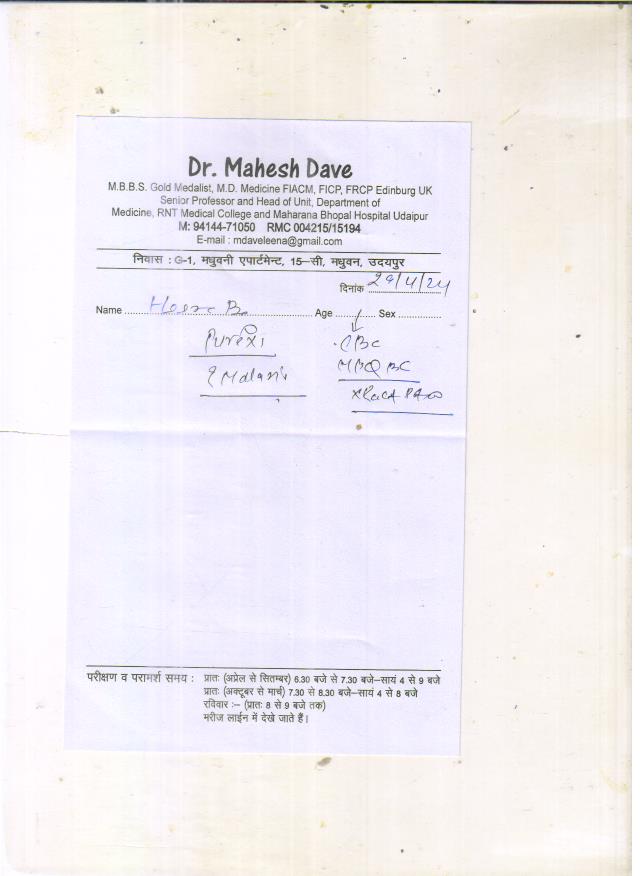 Dr. Mahesh Dave
M.B.B.S. Gold Medalist, M.D. Medicine FIACM, FICP, FRCP Edinburg UK
Senior Professor and Head of Unit, Department of
Medicine, RNT Medical College and Maharana Bhopal Hospital Udaipur
M: 94144-71050 RMC 004215/15194
E-mail : mdaveleena@gmail.com
निवास : G-1, मधुवनी एपार्टमेन्ट, 15–सी, मधुवन, उदयपुर
दिनांक 29/4/24
Name Age Sex
Pyrexi CBC
? Malari MBQBC
परीक्षण व परामर्श समय : प्रातः (अप्रेल से सितम्बर) 6.30 बजे से 7.30 बजे–सायं 4 से 9 बजे
प्रातः (अक्टूबर से मार्च) 7.30 से 8.30 बजे–सायं 4 से 8 बजे
रविवार :– (प्रातः 8 से 9 बजे तक)
मरीज लाईन में देखे जाते हैं।